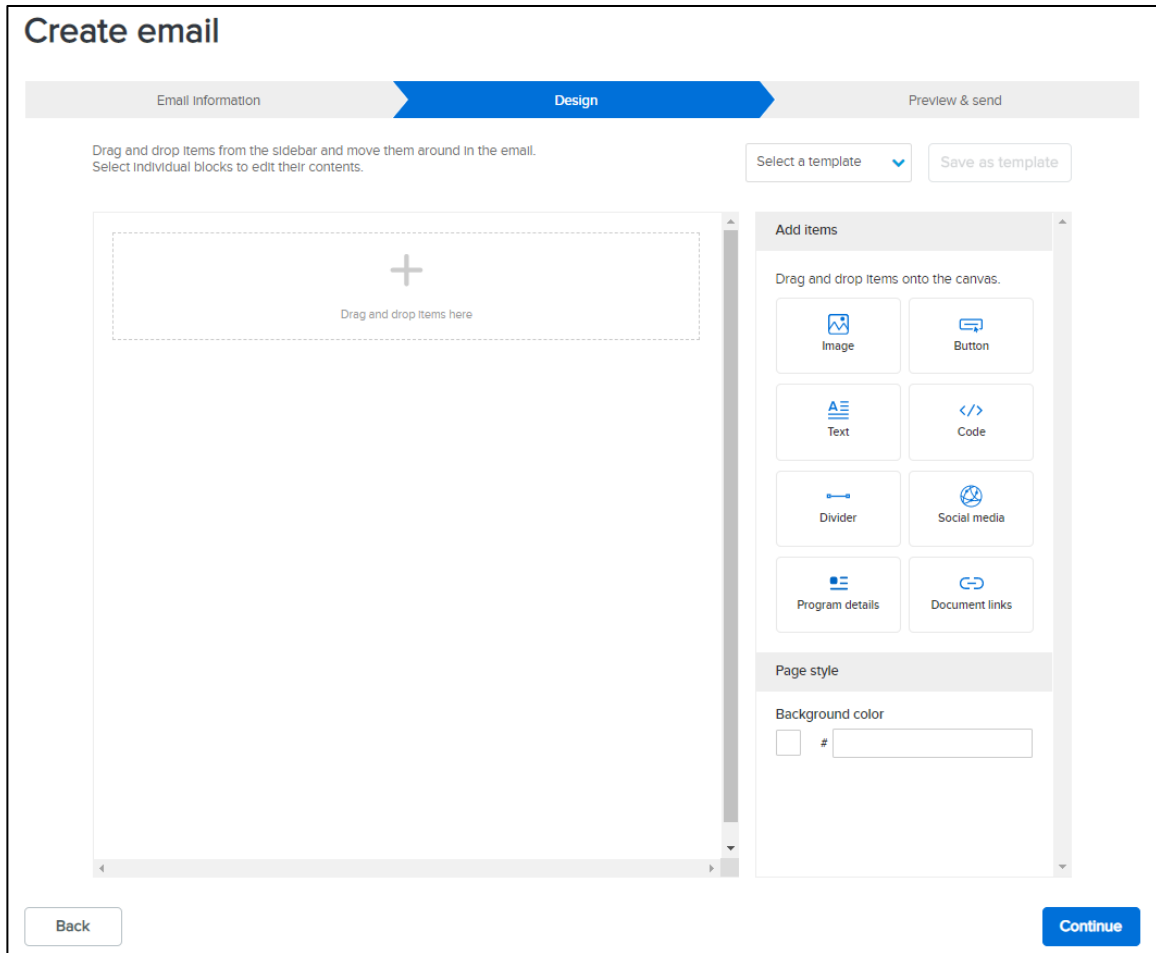 Create email
Email information
Design
Preview & send
Drag and drop items from the sidebar and move them around in the email.
Select individual blocks to edit their contents.
Select a template
Save as template
Drag and drop items here
Add items
Drag and drop items onto the canvas.
Image
Button
Text
Code
Divider
Social media
Program details
Document links
Page style
Background color
#
Back
Continue